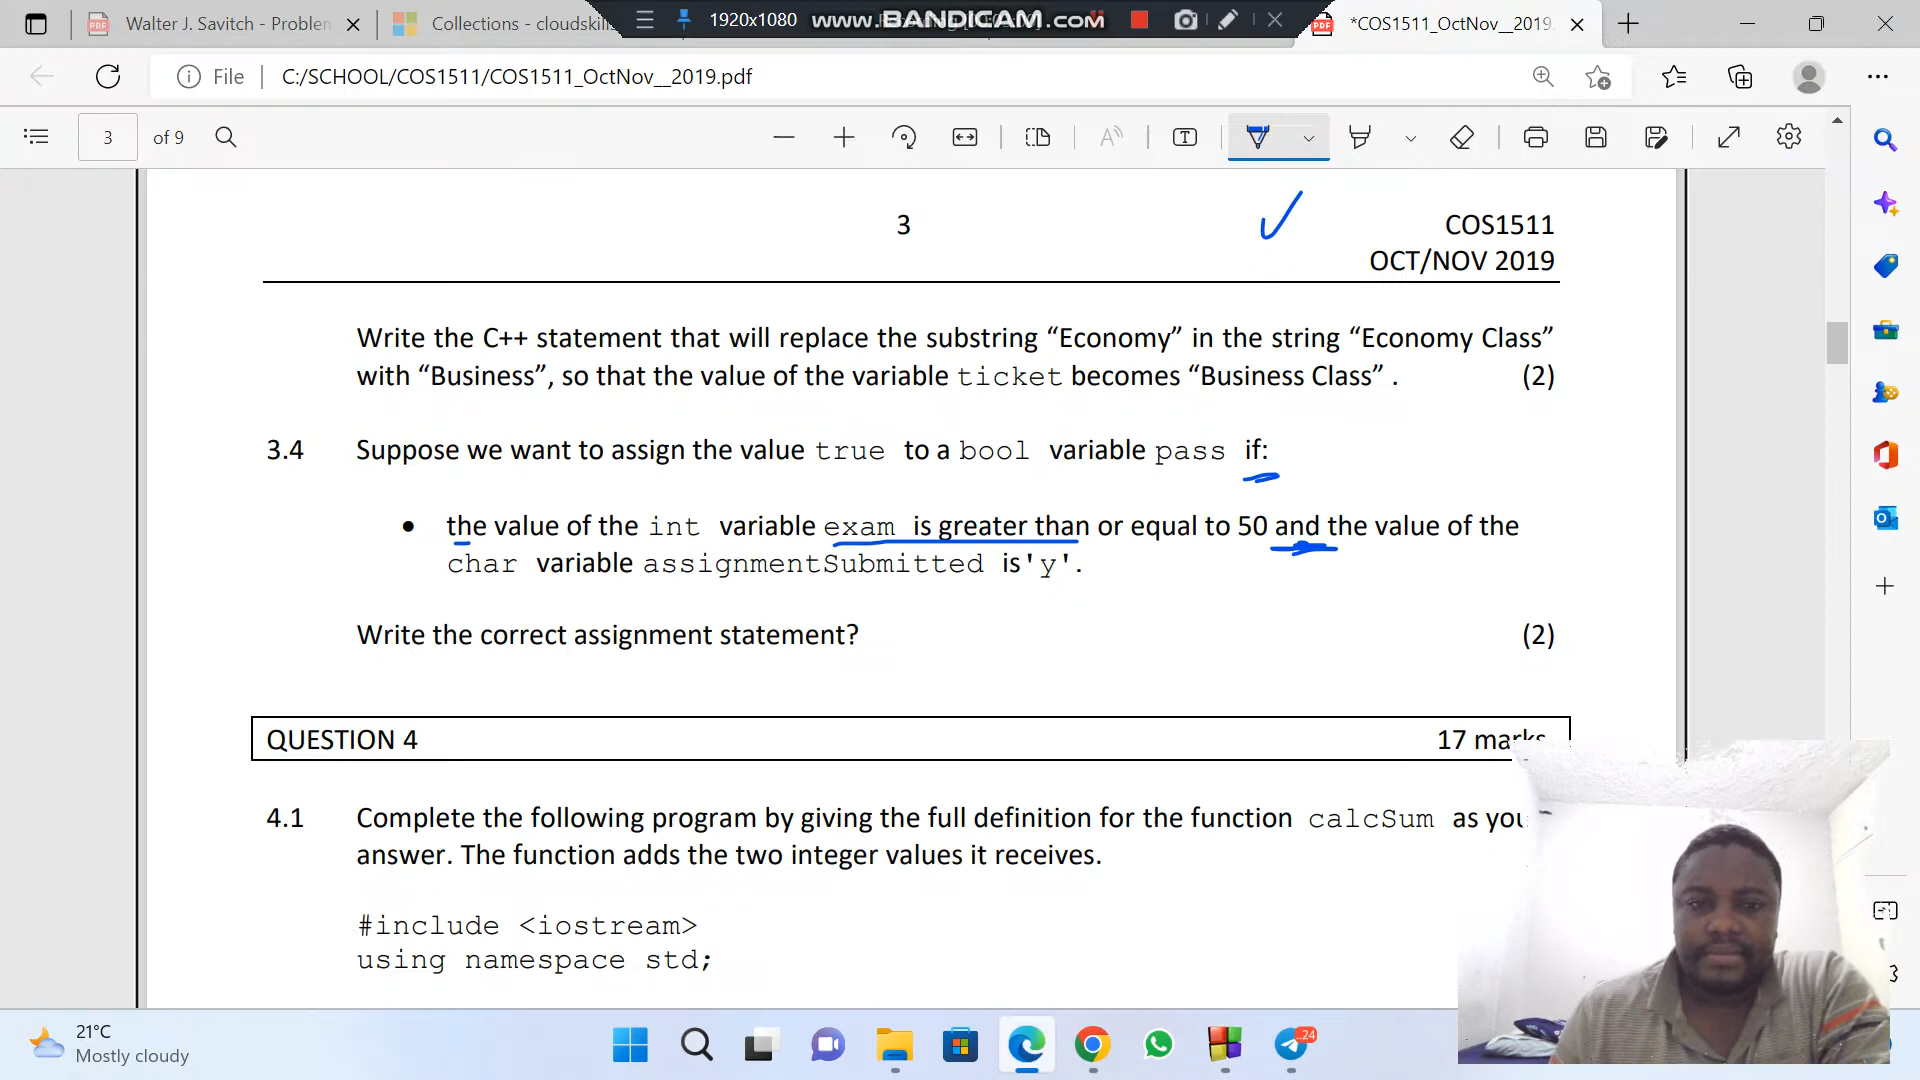 Walter J. Savitch - Problen
Collections - cloudskills
1920x1080
www.BANDICAM.com
*COS1511_OctNov__2019
File
C:/SCHOOL/COS1511/COS1511_OctNov__2019.pdf
3
of 9
3
COS1511
OCT/NOV 2019
Write the C++ statement that will replace the substring “Economy” in the string “Economy Class”
with “Business”, so that the value of the variable ticket becomes “Business Class” . (2)
3.4 Suppose we want to assign the value true to a bool variable pass if:
• the value of the int variable exam is greater than or equal to 50 and the value of the
char variable assignmentSubmitted is'y'.
Write the correct assignment statement? (2)
QUESTION 4 17 marks
4.1 Complete the following program by giving the full definition for the function calcSum as you
answer. The function adds the two integer values it receives.
#include <iostream>
using namespace std;
21°C
Mostly cloudy
24